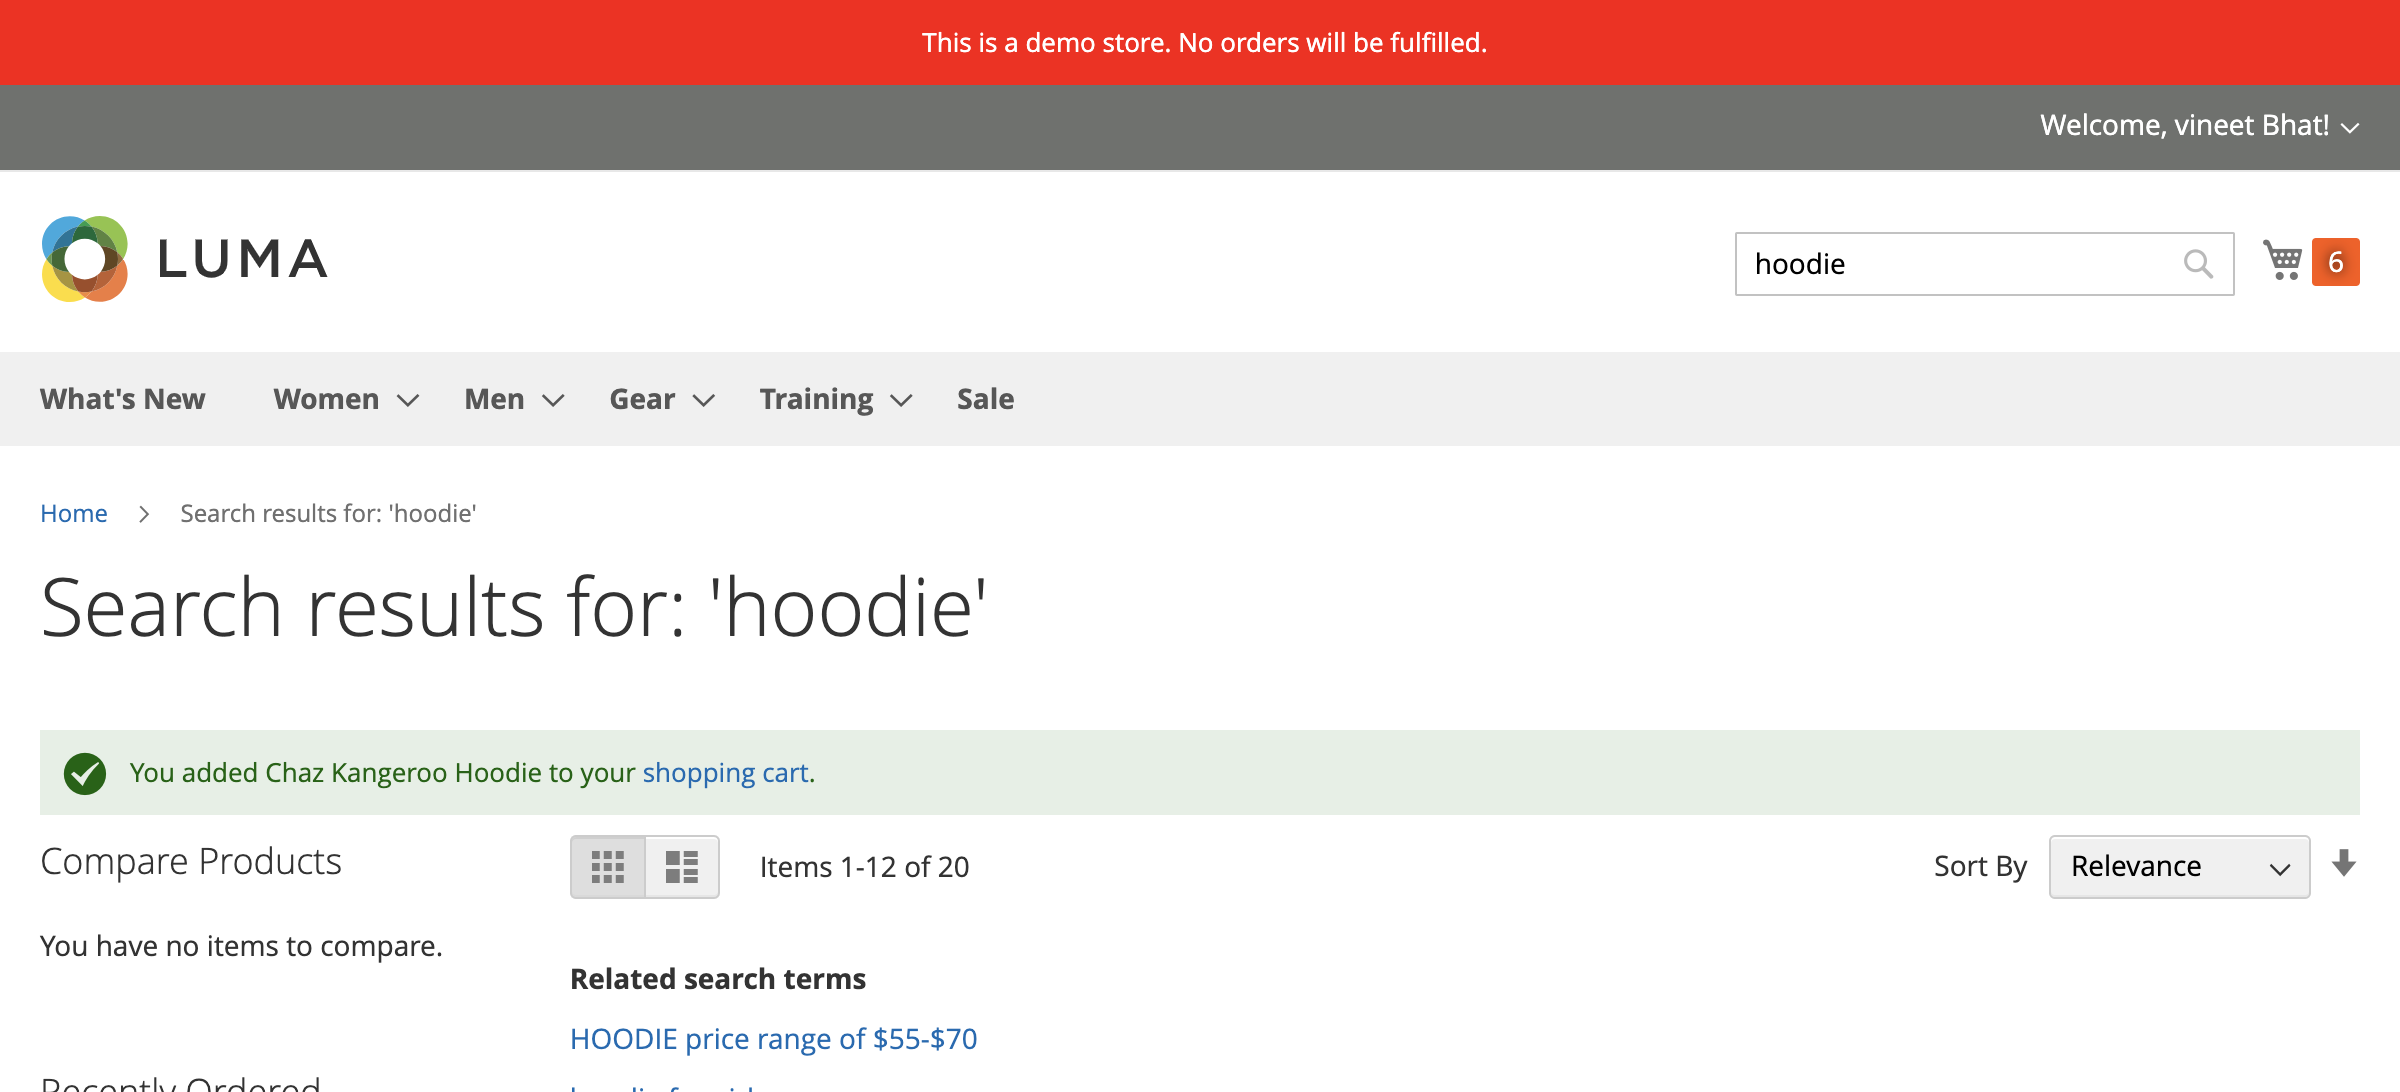 This is a demo store. No orders will be fulfilled.
Welcome, vineet Bhat!
LUMA
hoodie
6
What's New Women Men Gear Training Sale
Home > Search results for: 'hoodie'
Search results for: 'hoodie'
You added Chaz Kangeroo Hoodie to your shopping cart.
Compare Products
Items 1-12 of 20
Sort By Relevance
You have no items to compare.
Related search terms
HOODIE price range of $55-$70
Recently Ordered